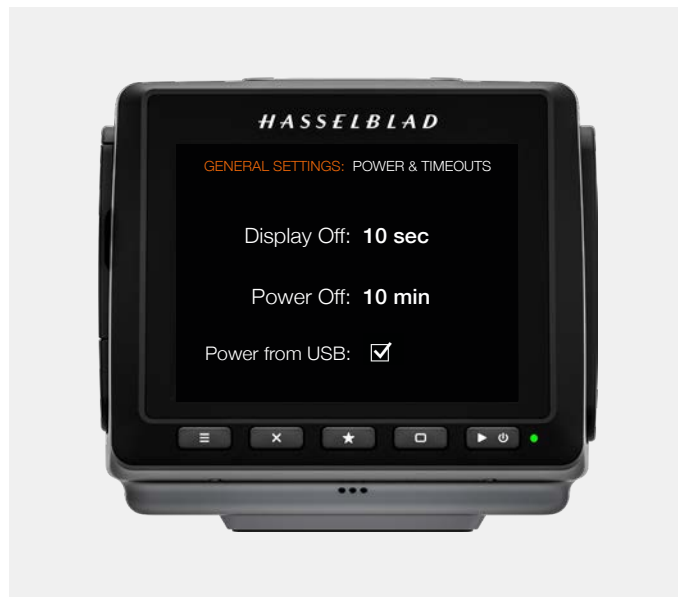 HASSELBLAD
GENERAL SETTINGS: POWER & TIMEOUTS
Display Off: 10 sec
Power Off: 10 min
Power from USB: